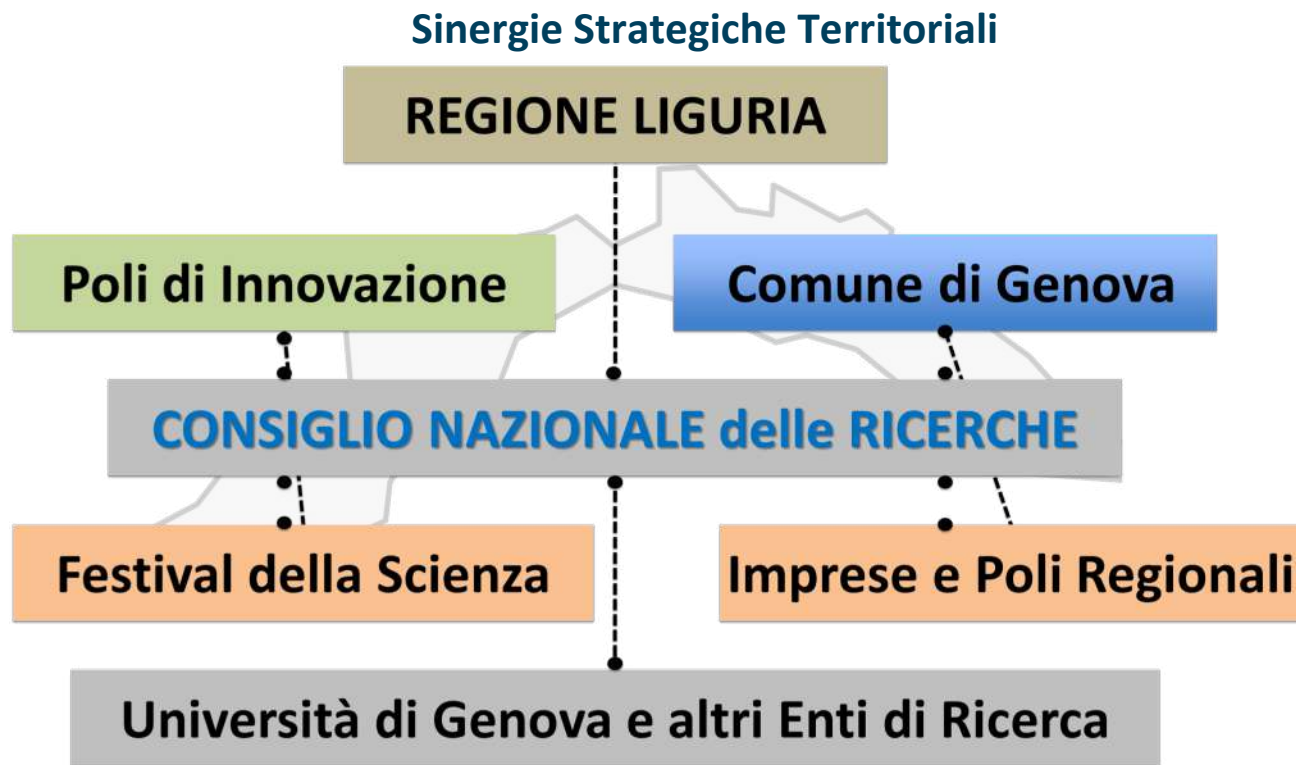 Sinergie Strategiche Territoriali
REGIONE LIGURIA
Poli di Innovazione
Comune di Genova
CONSIGLIO NAZIONALE delle RICERCHE
Festival della Scienza
Imprese e Poli Regionali
Università di Genova e altri Enti di Ricerca